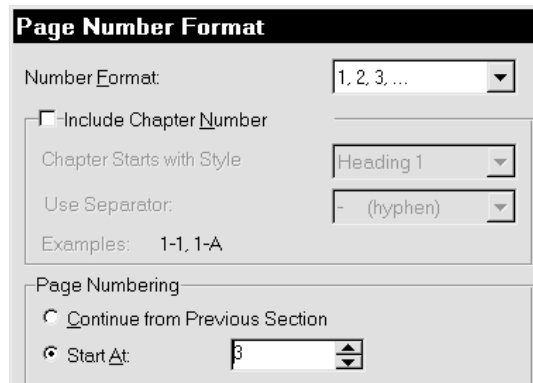 Page Number Format
Number Format: 1, 2, 3, ...
Include Chapter Number
Chapter Starts with Style Heading 1
Use Separator: - (hyphen)
Examples: 1-1, 1-A
Page Numbering
Continue from Previous Section
Start At: 3